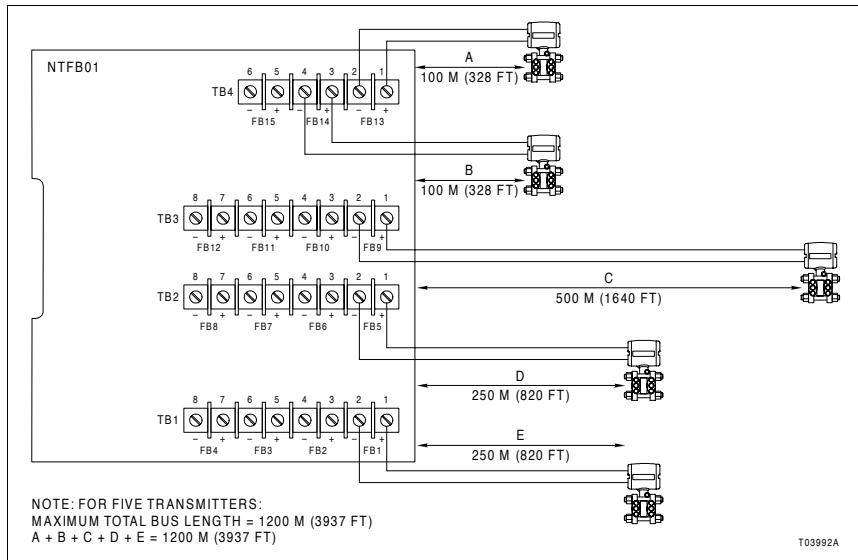 NTFB01
TB4
6 5 4 3 2 1
− + − + − +
FB15 FB14 FB13
A
100 M (328 FT)
B
100 M (328 FT)
TB3
8 7 6 5 4 3 2 1
− + − + − + − +
FB12 FB11 FB10 FB9
C
500 M (1640 FT)
TB2
8 7 6 5 4 3 2 1
− + − + − + − +
FB8 FB7 FB6 FB5
D
250 M (820 FT)
TB1
8 7 6 5 4 3 2 1
− + − + − + − +
FB4 FB3 FB2 FB1
E
250 M (820 FT)
NOTE: FOR FIVE TRANSMITTERS:
MAXIMUM TOTAL BUS LENGTH = 1200 M (3937 FT)
A + B + C + D + E = 1200 M (3937 FT)
T03992A